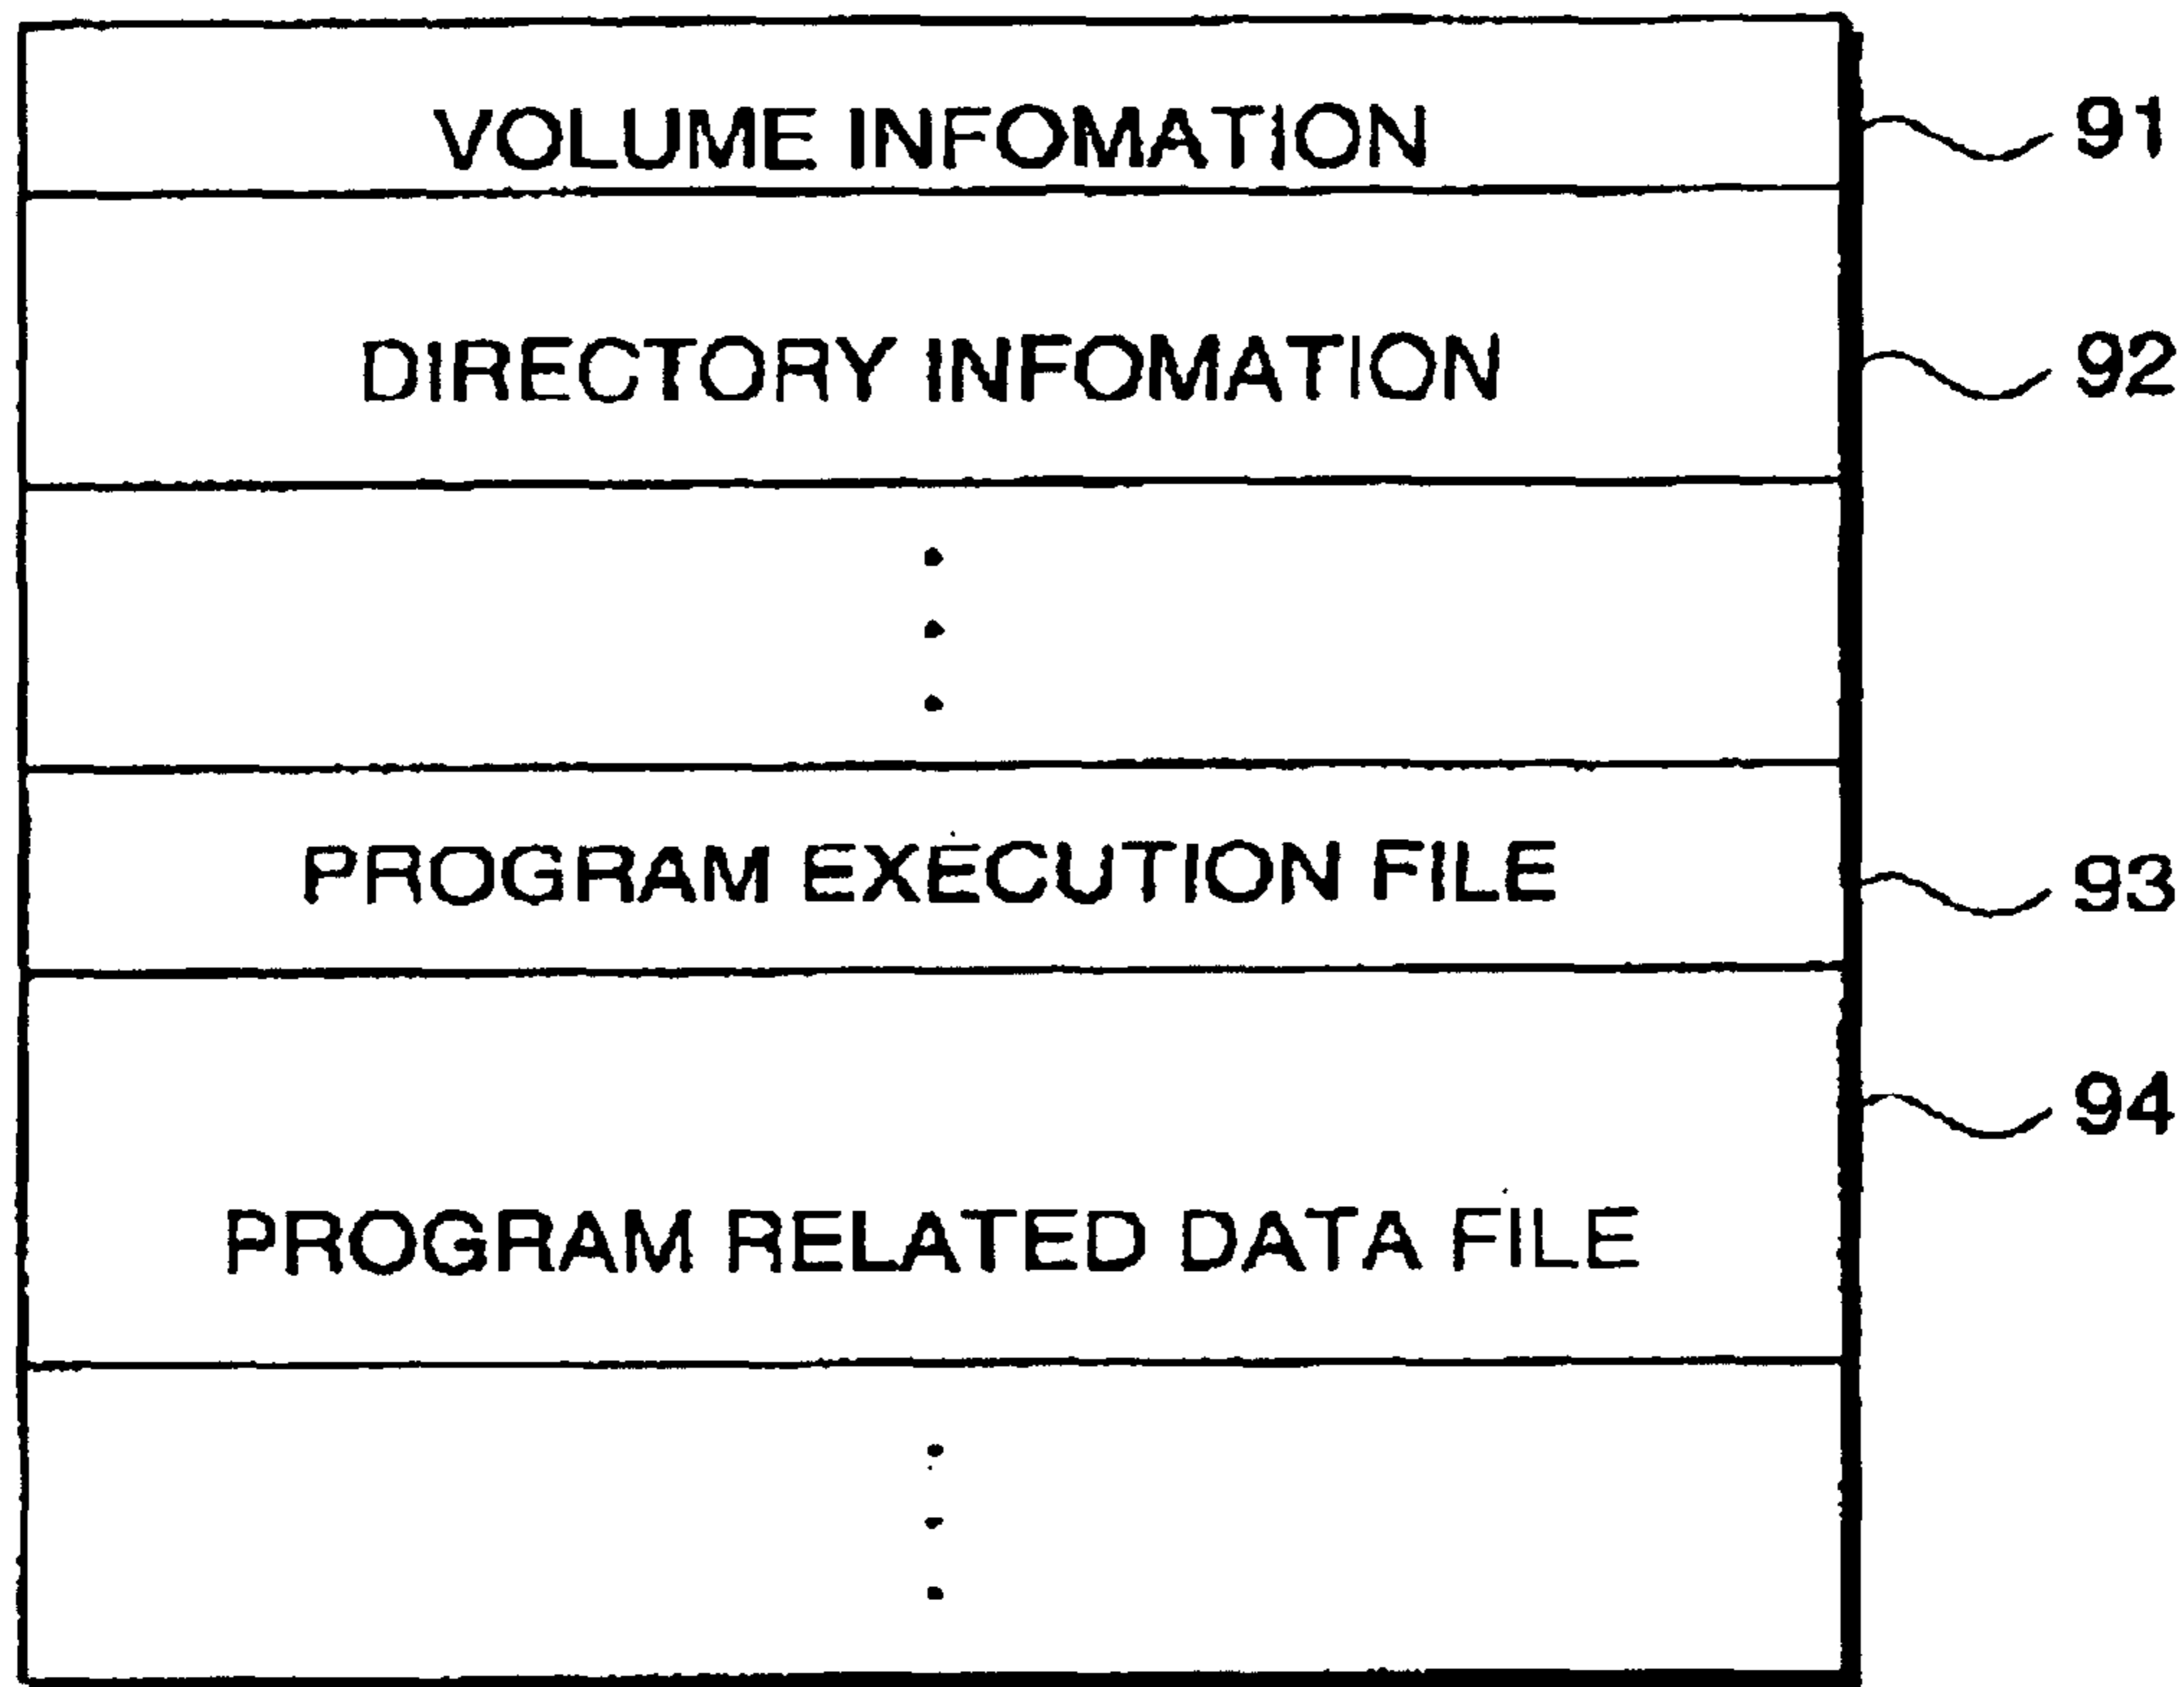 VOLUME INFOMATION 91
DIRECTORY INFOMATION 92
PROGRAM EXECUTION FILE 93
94
PROGRAM RELATED DATA FILE